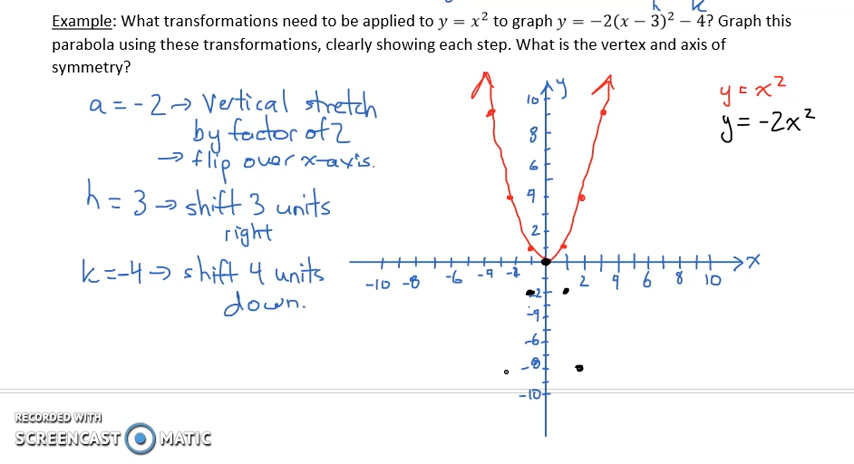 h k
Example: What transformations need to be applied to y = x² to graph y = −2(x − 3)² − 4? Graph this
parabola using these transformations, clearly showing each step. What is the vertex and axis of
symmetry?
a = -2 → Vertical stretch
by factor of 2
→ flip over x-axis.
h = 3 → shift 3 units
right
k = -4 → shift 4 units
down.
y = x²
y = -2x²
y
10
8
6
4
2
x
-10 -8 -6 -4 -2 2 4 6 8 10
-2
-4
-6
-8
-10
RECORDED WITH
SCREENCAST MATIC